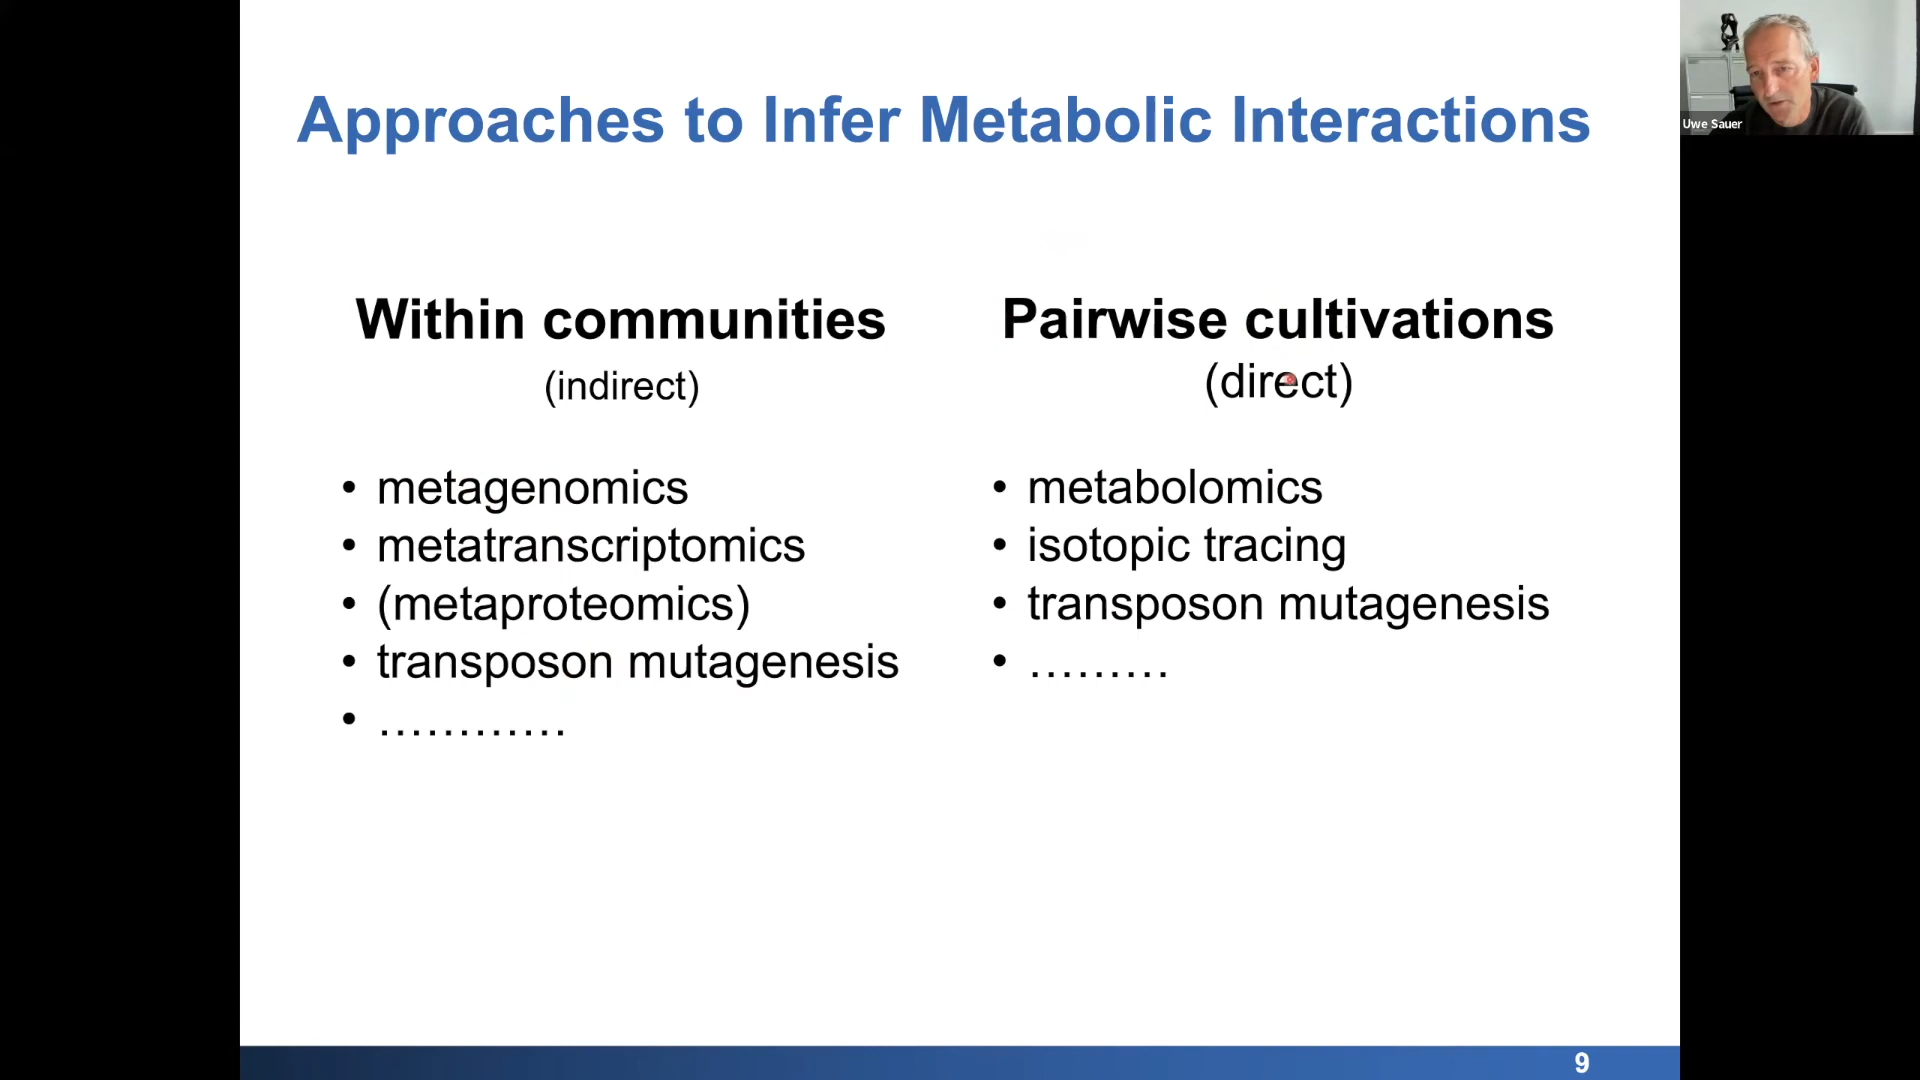 Approaches to Infer Metabolic Interactions
Uwe Sauer
Within communities
(indirect)
• metagenomics
• metatranscriptomics
• (metaproteomics)
• transposon mutagenesis
• …………
Pairwise cultivations
(direct)
• metabolomics
• isotopic tracing
• transposon mutagenesis
• ………
9